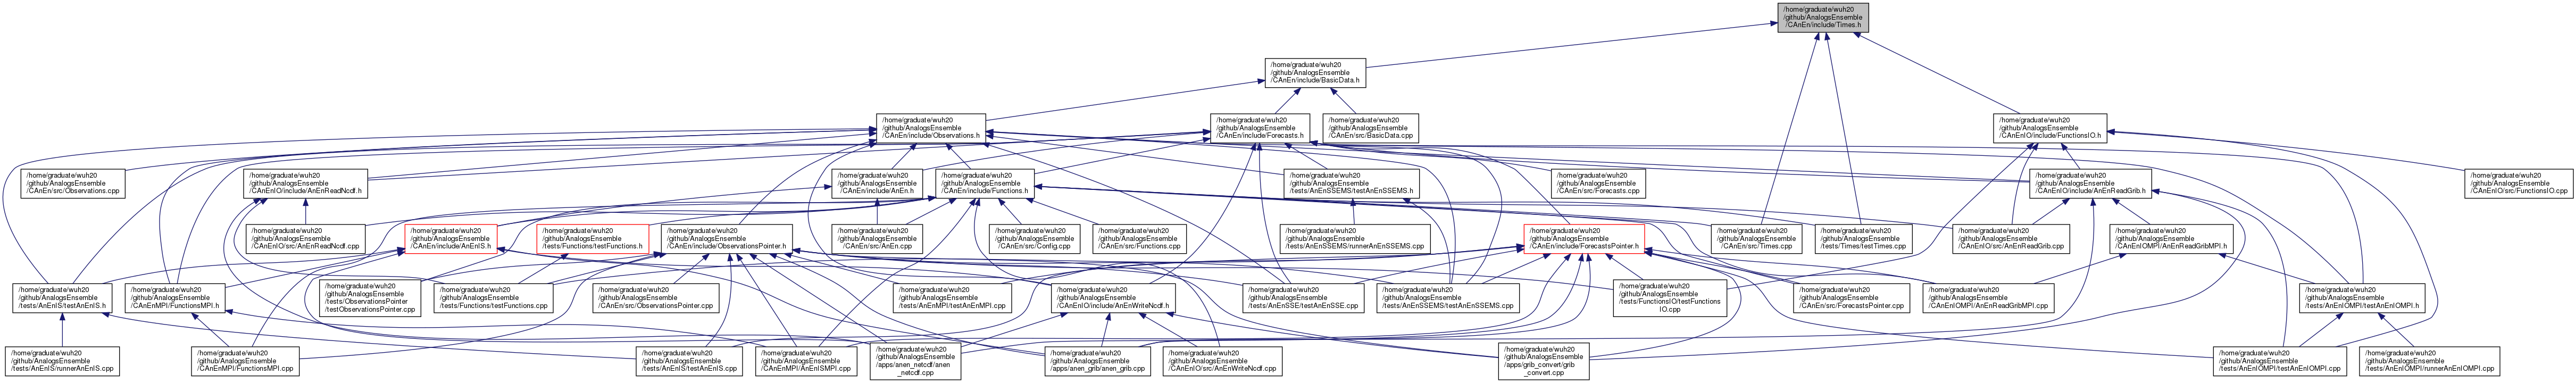 /home/graduate/wuh20
/github/AnalogsEnsemble
/CAnEn/include/Times.h
/home/graduate/wuh20
/github/AnalogsEnsemble
/CAnEn/include/BasicData.h
/home/graduate/wuh20
/github/AnalogsEnsemble
/CAnEn/include/Observations.h
/home/graduate/wuh20
/github/AnalogsEnsemble
/CAnEn/include/Forecasts.h
/home/graduate/wuh20
/github/AnalogsEnsemble
/CAnEn/src/BasicData.cpp
/home/graduate/wuh20
/github/AnalogsEnsemble
/CAnEnIO/include/FunctionsIO.h
/home/graduate/wuh20
/github/AnalogsEnsemble
/CAnEn/src/Observations.cpp
/home/graduate/wuh20
/github/AnalogsEnsemble
/CAnEnIO/include/AnEnReadNcdf.h
/home/graduate/wuh20
/github/AnalogsEnsemble
/CAnEn/include/AnEn.h
/home/graduate/wuh20
/github/AnalogsEnsemble
/CAnEn/include/Functions.h
/home/graduate/wuh20
/github/AnalogsEnsemble
/tests/AnEnSSEMS/testAnEnSSEMS.h
/home/graduate/wuh20
/github/AnalogsEnsemble
/CAnEn/src/Forecasts.cpp
/home/graduate/wuh20
/github/AnalogsEnsemble
/CAnEnIO/include/AnEnReadGrib.h
/home/graduate/wuh20
/github/AnalogsEnsemble
/CAnEnIO/src/FunctionsIO.cpp
/home/graduate/wuh20
/github/AnalogsEnsemble
/CAnEnIO/src/AnEnReadNcdf.cpp
/home/graduate/wuh20
/github/AnalogsEnsemble
/CAnEn/include/AnEnIS.h
/home/graduate/wuh20
/github/AnalogsEnsemble
/tests/Functions/testFunctions.h
/home/graduate/wuh20
/github/AnalogsEnsemble
/CAnEn/include/ObservationsPointer.h
/home/graduate/wuh20
/github/AnalogsEnsemble
/CAnEn/src/AnEn.cpp
/home/graduate/wuh20
/github/AnalogsEnsemble
/CAnEn/src/Config.cpp
/home/graduate/wuh20
/github/AnalogsEnsemble
/CAnEn/src/Functions.cpp
/home/graduate/wuh20
/github/AnalogsEnsemble
/tests/AnEnSSEMS/runnerAnEnSSEMS.cpp
/home/graduate/wuh20
/github/AnalogsEnsemble
/CAnEn/include/ForecastsPointer.h
/home/graduate/wuh20
/github/AnalogsEnsemble
/CAnEn/src/Times.cpp
/home/graduate/wuh20
/github/AnalogsEnsemble
/tests/Times/testTimes.cpp
/home/graduate/wuh20
/github/AnalogsEnsemble
/CAnEnIO/src/AnEnReadGrib.cpp
/home/graduate/wuh20
/github/AnalogsEnsemble
/CAnEnIOMPI/AnEnReadGribMPI.h
/home/graduate/wuh20
/github/AnalogsEnsemble
/tests/AnEnIS/testAnEnIS.h
/home/graduate/wuh20
/github/AnalogsEnsemble
/CAnEnMPI/FunctionsMPI.h
/home/graduate/wuh20
/github/AnalogsEnsemble
/tests/ObservationsPointer
/testObservationsPointer.cpp
/home/graduate/wuh20
/github/AnalogsEnsemble
/tests/Functions/testFunctions.cpp
/home/graduate/wuh20
/github/AnalogsEnsemble
/CAnEn/src/ObservationsPointer.cpp
/home/graduate/wuh20
/github/AnalogsEnsemble
/tests/AnEnMPI/testAnEnMPI.cpp
/home/graduate/wuh20
/github/AnalogsEnsemble
/CAnEnIO/include/AnEnWriteNcdf.h
/home/graduate/wuh20
/github/AnalogsEnsemble
/tests/AnEnSSE/testAnEnSSE.cpp
/home/graduate/wuh20
/github/AnalogsEnsemble
/tests/AnEnSSEMS/testAnEnSSEMS.cpp
/home/graduate/wuh20
/github/AnalogsEnsemble
/tests/FunctionsIO/testFunctions
IO.cpp
/home/graduate/wuh20
/github/AnalogsEnsemble
/CAnEn/src/ForecastsPointer.cpp
/home/graduate/wuh20
/github/AnalogsEnsemble
/CAnEnIOMPI/AnEnReadGribMPI.cpp
/home/graduate/wuh20
/github/AnalogsEnsemble
/tests/AnEnIOMPI/testAnEnIOMPI.h
/home/graduate/wuh20
/github/AnalogsEnsemble
/tests/AnEnIS/runnerAnEnIS.cpp
/home/graduate/wuh20
/github/AnalogsEnsemble
/CAnEnMPI/FunctionsMPI.cpp
/home/graduate/wuh20
/github/AnalogsEnsemble
/tests/AnEnIS/testAnEnIS.cpp
/home/graduate/wuh20
/github/AnalogsEnsemble
/CAnEnMPI/AnEnISMPI.cpp
/home/graduate/wuh20
/github/AnalogsEnsemble
/apps/anen_netcdf/anen
_netcdf.cpp
/home/graduate/wuh20
/github/AnalogsEnsemble
/apps/anen_grib/anen_grib.cpp
/home/graduate/wuh20
/github/AnalogsEnsemble
/CAnEnIO/src/AnEnWriteNcdf.cpp
/home/graduate/wuh20
/github/AnalogsEnsemble
/apps/grib_convert/grib
_convert.cpp
/home/graduate/wuh20
/github/AnalogsEnsemble
/tests/AnEnIOMPI/testAnEnIOMPI.cpp
/home/graduate/wuh20
/github/AnalogsEnsemble
/tests/AnEnIOMPI/runnerAnEnIOMPI.cpp